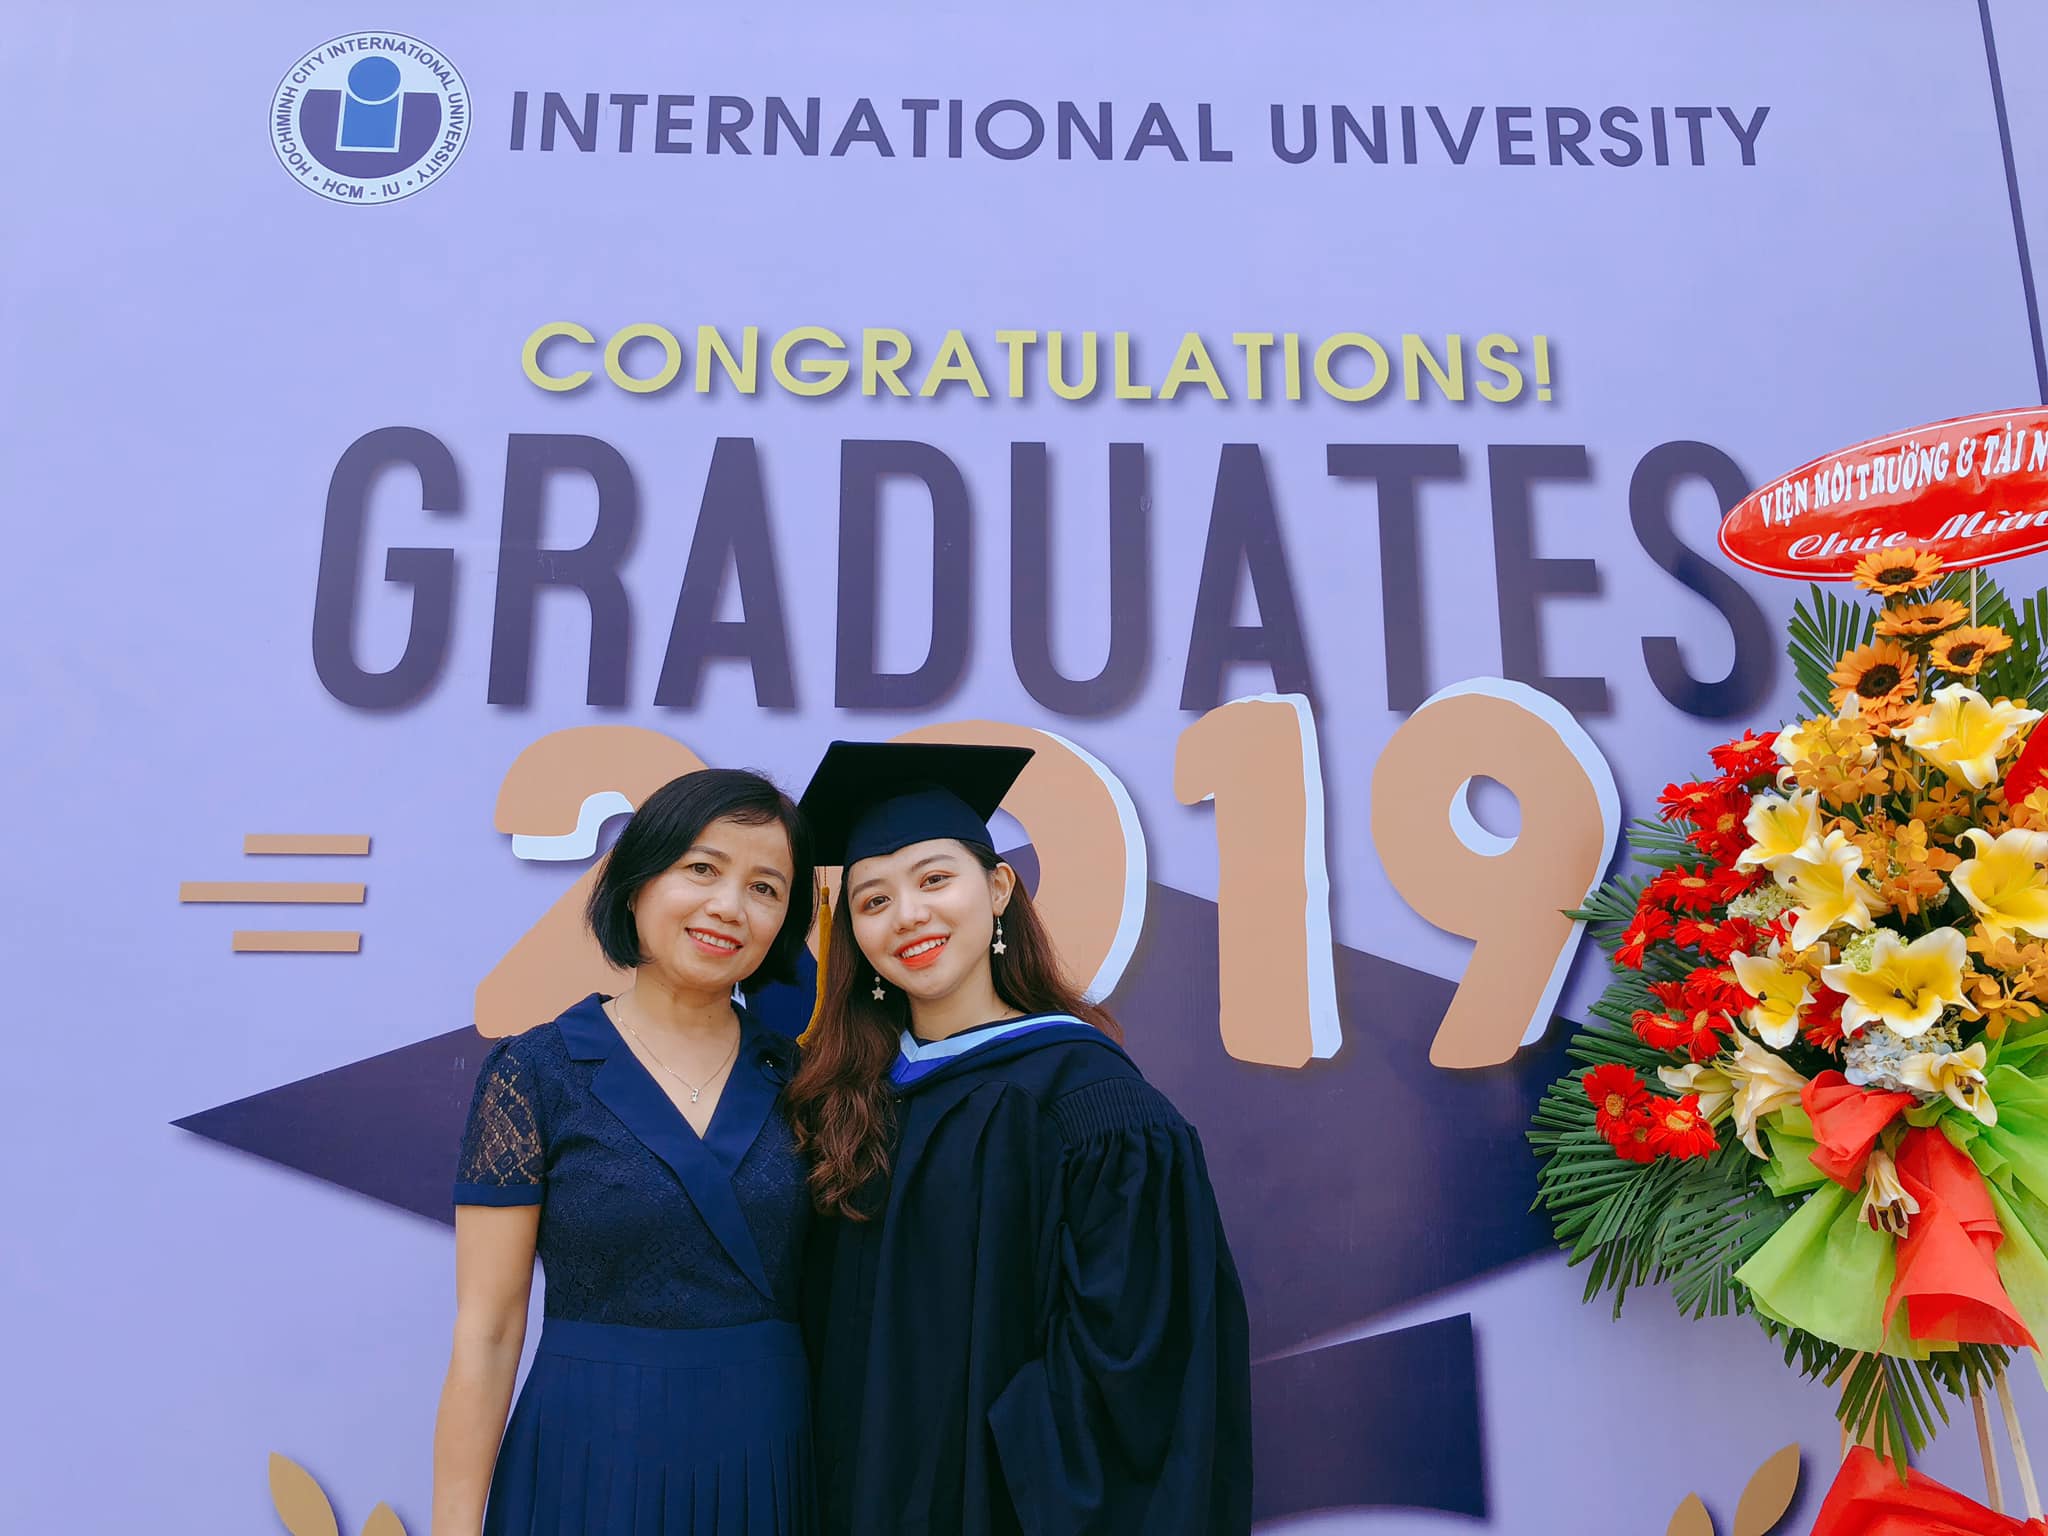 HOCHIMINH CITY INTERNATIONAL UNIVERSITY
• HCM - IU •
INTERNATIONAL UNIVERSITY
CONGRATULATIONS!
GRADUATES
2019
VIỆN MÔI TRƯỜNG & TÀI N
Chúc Mừn